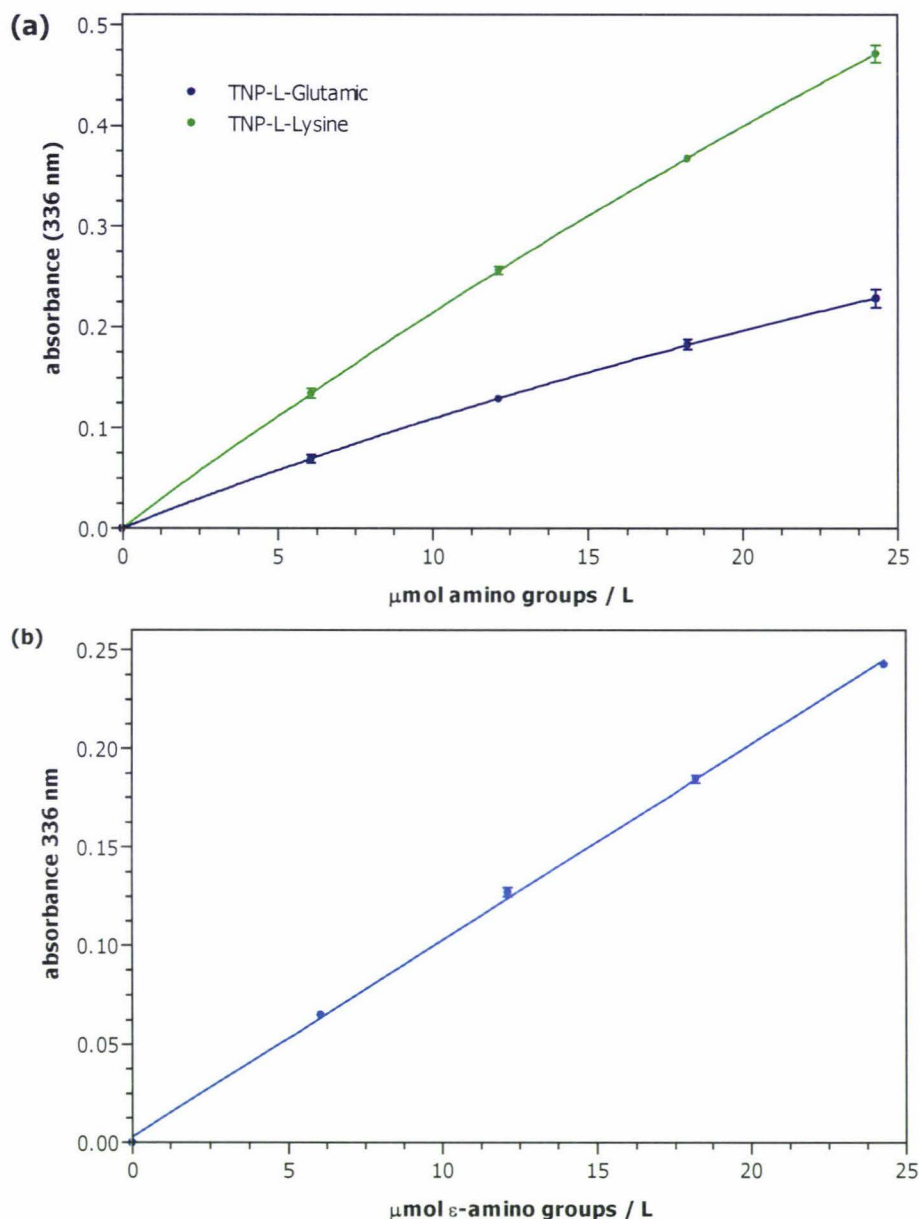 (a)
0.5
0.4
0.3
0.2
0.1
0.0
absorbance (336 nm)
TNP-L-Glutamic
TNP-L-Lysine
0 5 10 15 20 25
μmol amino groups / L
(b)
0.25
0.20
0.15
0.10
0.05
0.00
absorbance 336 nm
0 5 10 15 20 25
μmol ε-amino groups / L